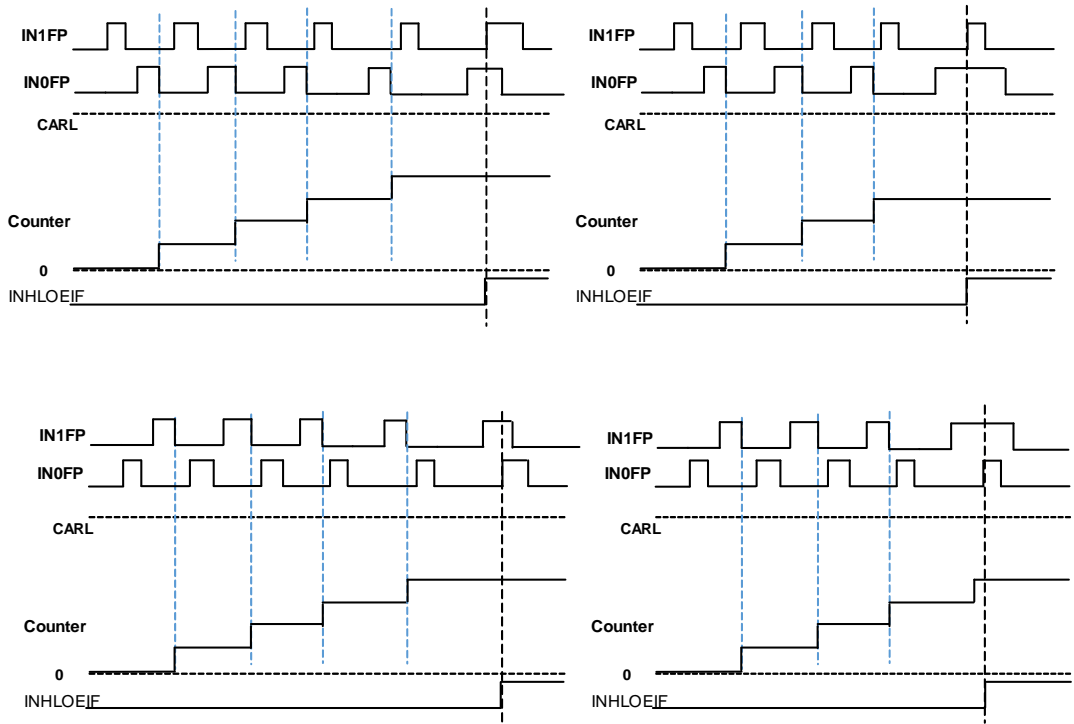 IN1FP
IN0FP
CARL
Counter
0
INHLOEIF
IN1FP
IN0FP
CARL
Counter
0
INHLOEIF
IN1FP
IN0FP
CARL
Counter
0
INHLOEIF
IN1FP
IN0FP
CARL
Counter
0
INHLOEIF